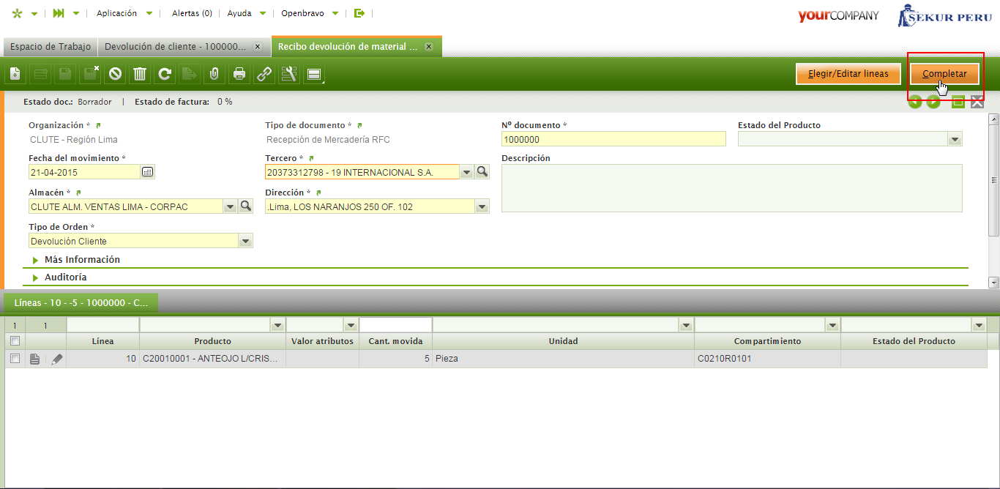 Aplicación
Alertas (0)
Ayuda
Openbravo
yourCOMPANY
SEKUR PERU
Espacio de Trabajo
Devolución de cliente - 100000...
Recibo devolución de material ...
Elegir/Editar lineas
Completar
Estado doc.: Borrador | Estado de factura: 0 %
Organización *
CLUTE - Región Lima
Tipo de documento *
Recepción de Mercadería RFC
Nº documento *
1000000
Estado del Producto
Fecha del movimiento *
21-04-2015
Tercero *
20373312798 - 19 INTERNACIONAL S.A.
Descripción
Almacén *
CLUTE ALM. VENTAS LIMA - CORPAC
Dirección *
.Lima, LOS NARANJOS 250 OF. 102
Tipo de Orden *
Devolución Cliente
Más Información
Auditoría
Líneas - 10 - -5 - 1000000 - C...
1 1
Línea Producto Valor atributos Cant. movida Unidad Compartimiento Estado del Producto
10 C20010001 - ANTEOJO L/CRIS... 5 Pieza C0210R0101